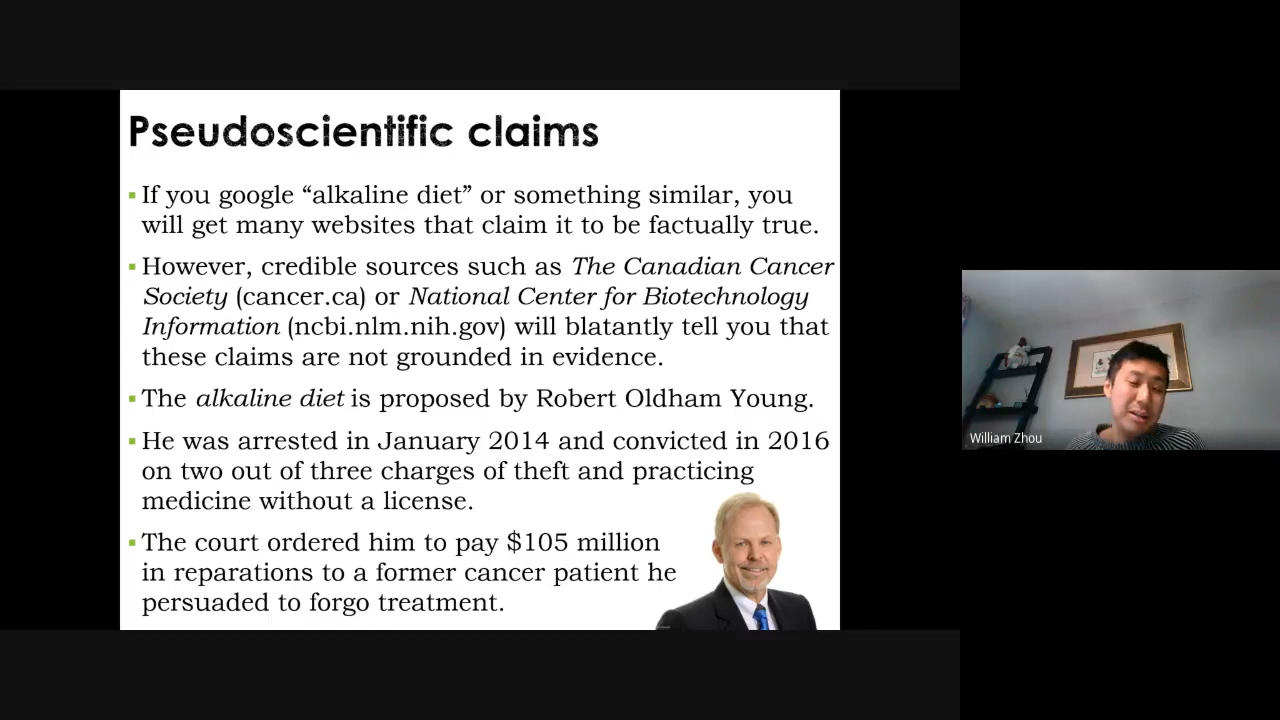 Pseudoscientific claims
▪ If you google “alkaline diet” or something similar, you
will get many websites that claim it to be factually true.
▪ However, credible sources such as The Canadian Cancer
Society (cancer.ca) or National Center for Biotechnology
Information (ncbi.nlm.nih.gov) will blatantly tell you that
these claims are not grounded in evidence.
▪ The alkaline diet is proposed by Robert Oldham Young.
▪ He was arrested in January 2014 and convicted in 2016
on two out of three charges of theft and practicing
medicine without a license.
▪ The court ordered him to pay $105 million
in reparations to a former cancer patient he
persuaded to forgo treatment.
William Zhou